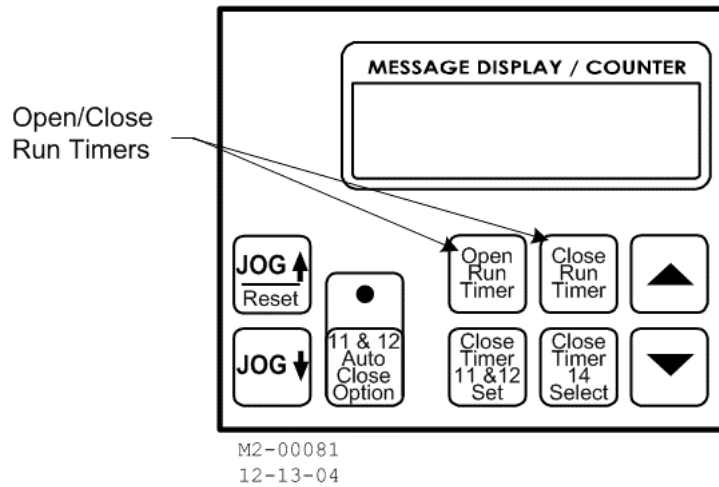 MESSAGE DISPLAY / COUNTER
Open/Close
Run Timers
JOG
Reset
Open
Run
Timer
Close
Run
Timer
JOG
11 & 12
Auto
Close
Option
Close
Timer
11 &12
Set
Close
Timer
14
Select
M2-00081
12-13-04